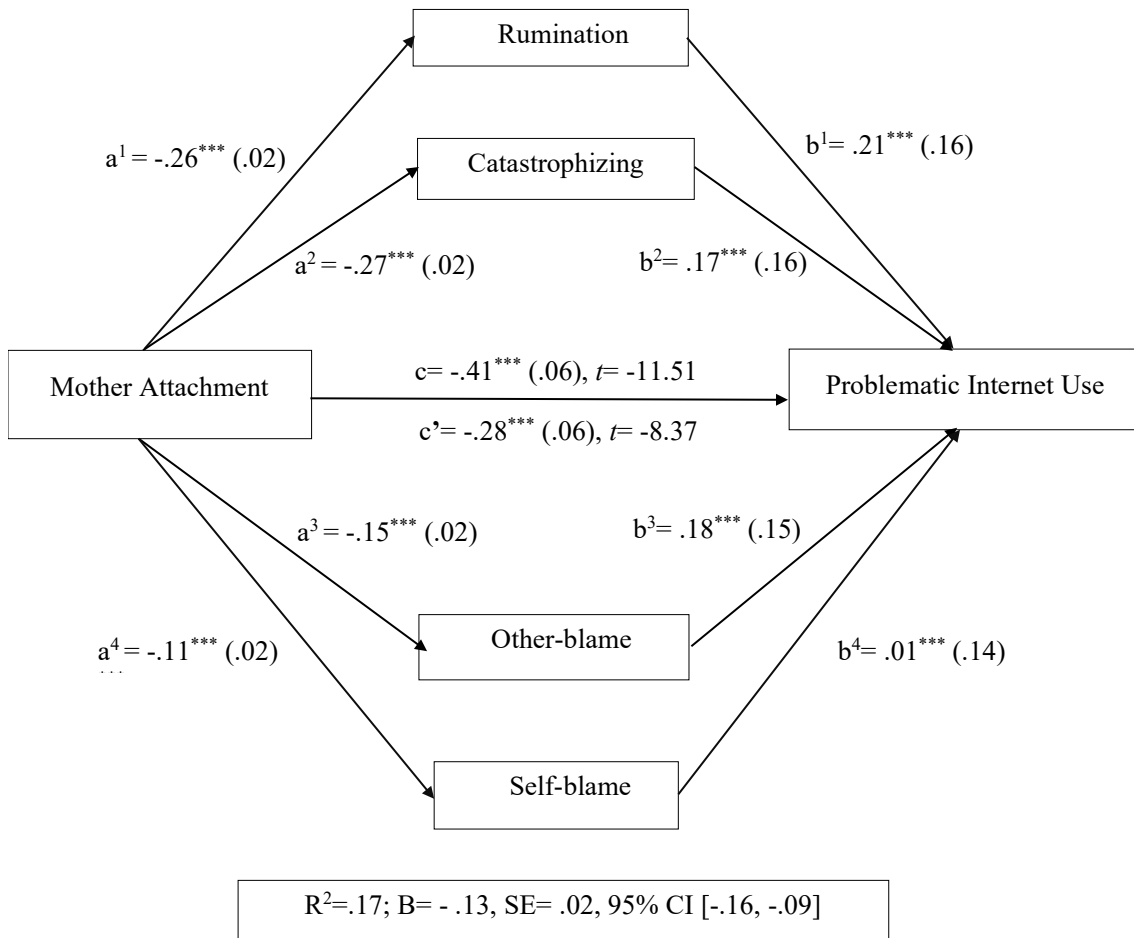 Rumination
a¹ = -.26*** (.02)
b¹= .21*** (.16)
Catastrophizing
a² = -.27*** (.02)
b²= .17*** (.16)
Mother Attachment
c= -.41*** (.06), t= -11.51
c’= -.28*** (.06), t= -8.37
Problematic Internet Use
a³ = -.15*** (.02)
b³= .18*** (.15)
Other-blame
a⁴ = -.11*** (.02)
b⁴= .01*** (.14)
Self-blame
R²=.17; B= - .13, SE= .02, 95% CI [-.16, -.09]